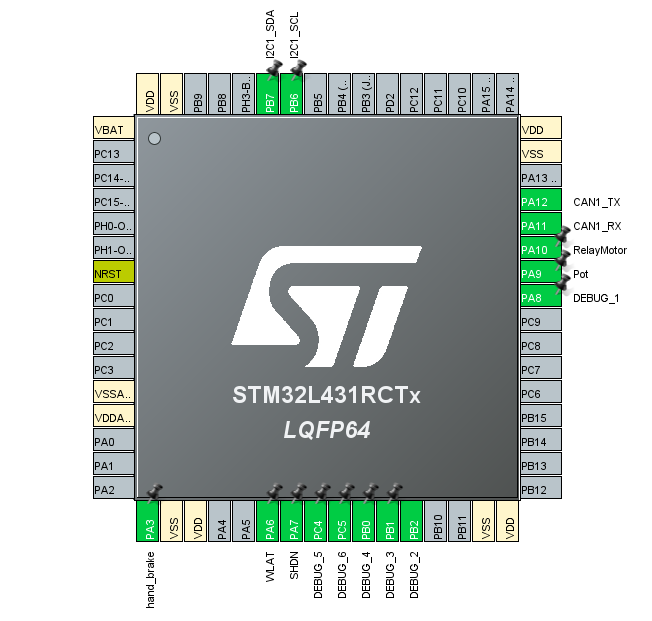 I2C1_SDA
I2C1_SCL
VDD
VSS
PB9
PB8
PH3-B..
PB7
PB6
PB5
PB4 (..
PB3 (J..
PD2
PC12
PC11
PC10
PA15 ..
PA14 ..
VBAT
PC13
PC14-..
PC15-..
PH0-O..
PH1-O..
NRST
PC0
PC1
PC2
PC3
VSSA..
VDDA..
PA0
PA1
PA2
VDD
VSS
PA13 ..
PA12 CAN1_TX
PA11 CAN1_RX
PA10 RelayMotor
PA9 Pot
PA8 DEBUG_1
PC9
PC8
PC7
PC6
PB15
PB14
PB13
PB12
ST
STM32L431RCTx
LQFP64
PA3
VSS
VDD
PA4
PA5
PA6
PA7
PC4
PC5
PB0
PB1
PB2
PB10
PB11
VSS
VDD
hand_brake
WLAT
SHDN
DEBUG_5
DEBUG_6
DEBUG_4
DEBUG_3
DEBUG_2